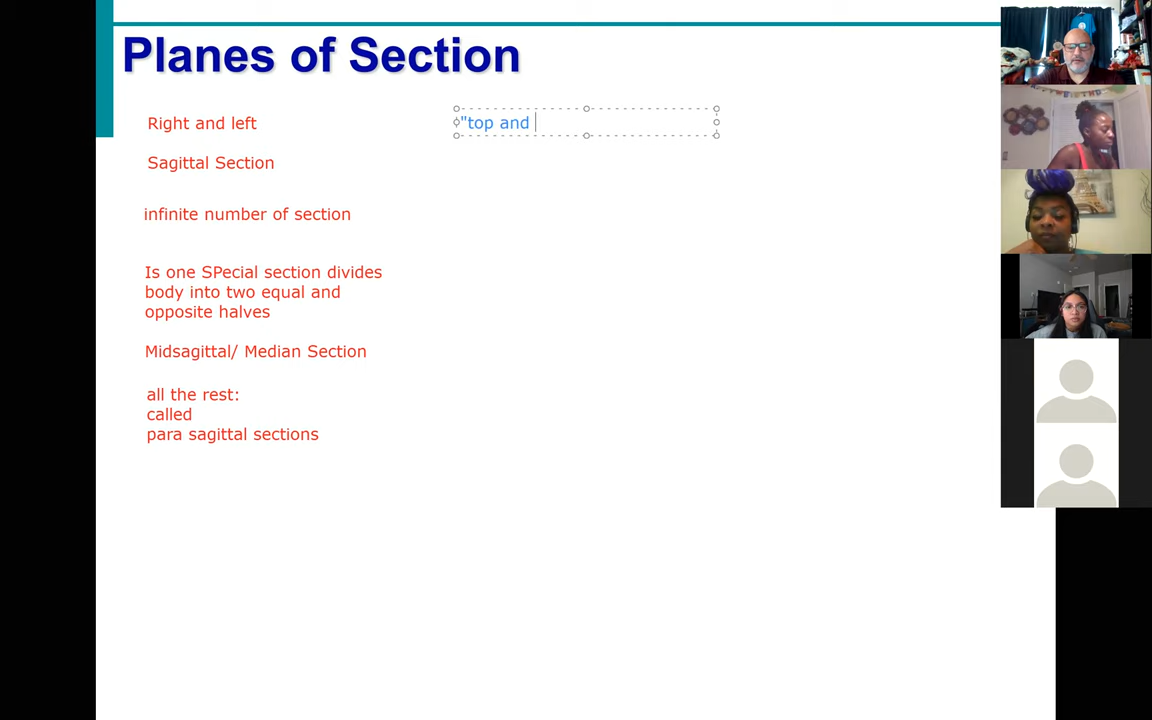 Planes of Section
Right and left
"top and
Sagittal Section
infinite number of section
Is one SPecial section divides
body into two equal and
opposite halves
Midsagittal/ Median Section
all the rest:
called
para sagittal sections